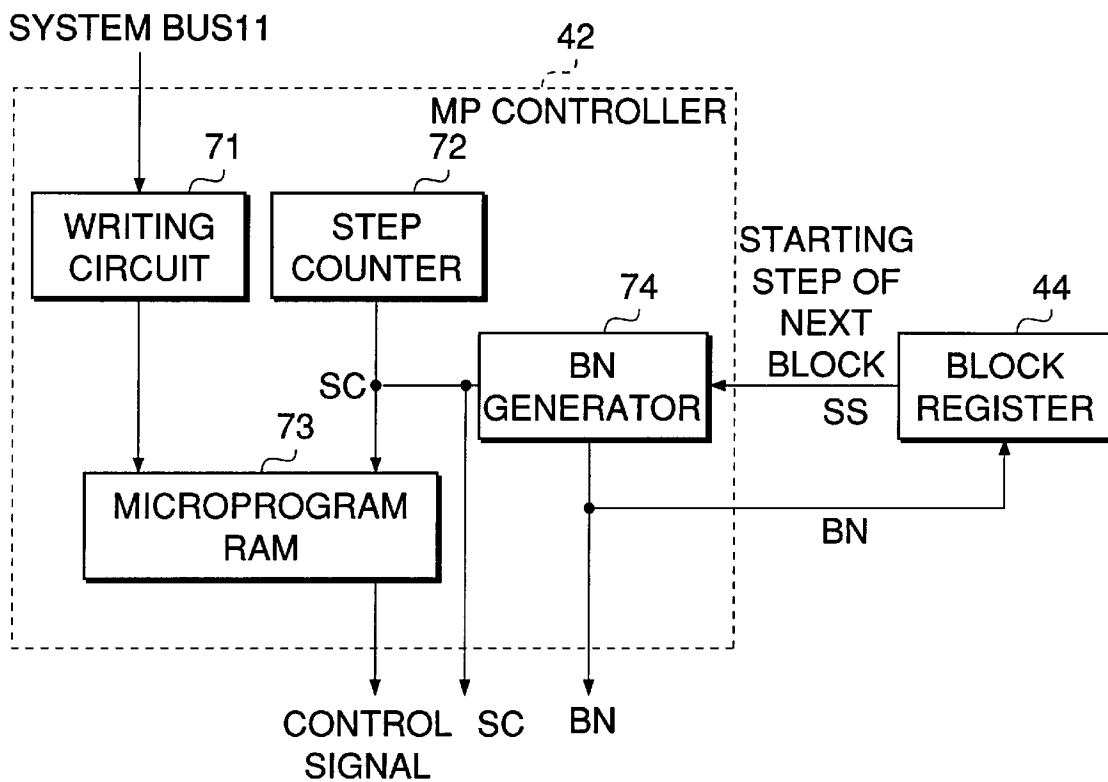 SYSTEM BUS11
42
MP CONTROLLER
71
WRITING
CIRCUIT
72
STEP
COUNTER
STARTING
STEP OF
NEXT
BLOCK
SS
74
BN
GENERATOR
44
BLOCK
REGISTER
SC
73
MICROPROGRAM
RAM
BN
CONTROL
SIGNAL
SC
BN